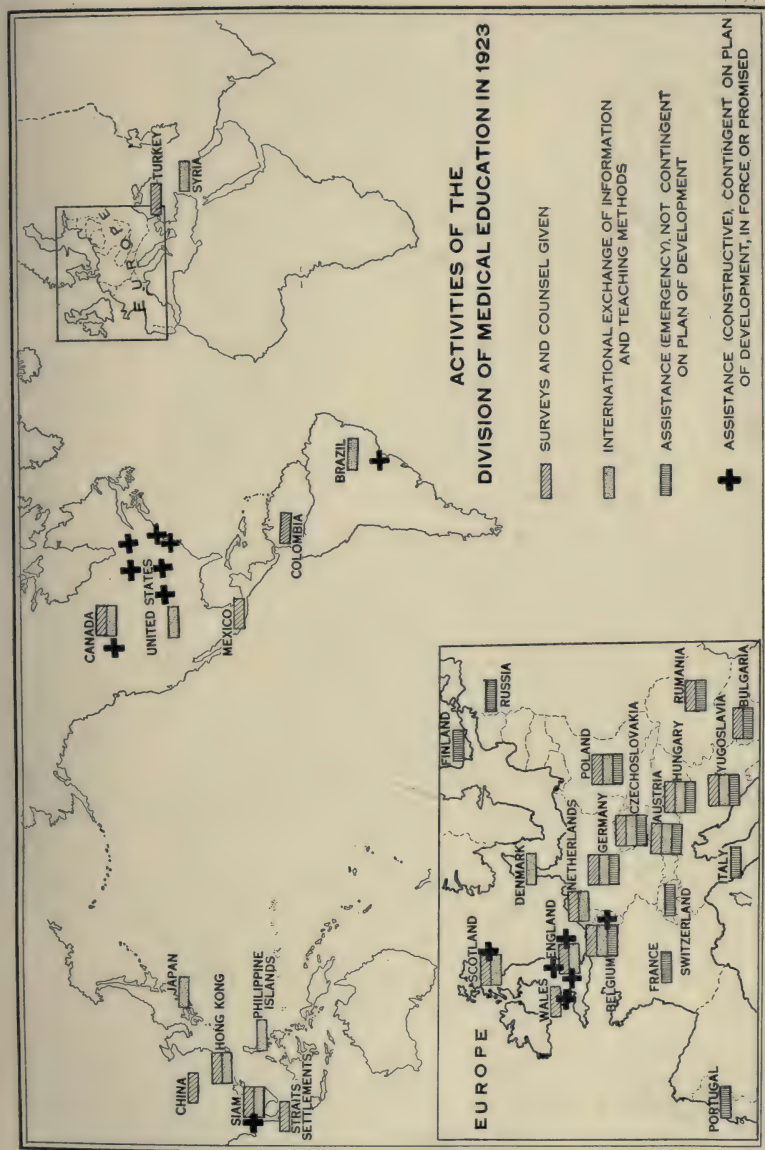 ACTIVITIES OF THE
DIVISION OF MEDICAL EDUCATION IN 1923
SURVEYS AND COUNSEL GIVEN
INTERNATIONAL EXCHANGE OF INFORMATION
AND TEACHING METHODS
ASSISTANCE (EMERGENCY), NOT CONTINGENT
ON PLAN OF DEVELOPMENT
ASSISTANCE (CONSTRUCTIVE), CONTINGENT ON PLAN
OF DEVELOPMENT, IN FORCE OR PROMISED
JAPAN
CHINA
HONG KONG
SIAM
PHILIPPINE
ISLANDS
STRAITS
SETTLEMENTS
CANADA
UNITED STATES
MEXICO
COLOMBIA
BRAZIL
EUROPE
TURKEY
SYRIA
EUROPE
SCOTLAND
WALES
ENGLAND
DENMARK
NETHERLANDS
BELGIUM
FINLAND
RUSSIA
GERMANY
POLAND
CZECHOSLOVAKIA
AUSTRIA
HUNGARY
RUMANIA
YUGOSLAVIA
BULGARIA
FRANCE
SWITZERLAND
ITALY
PORTUGAL